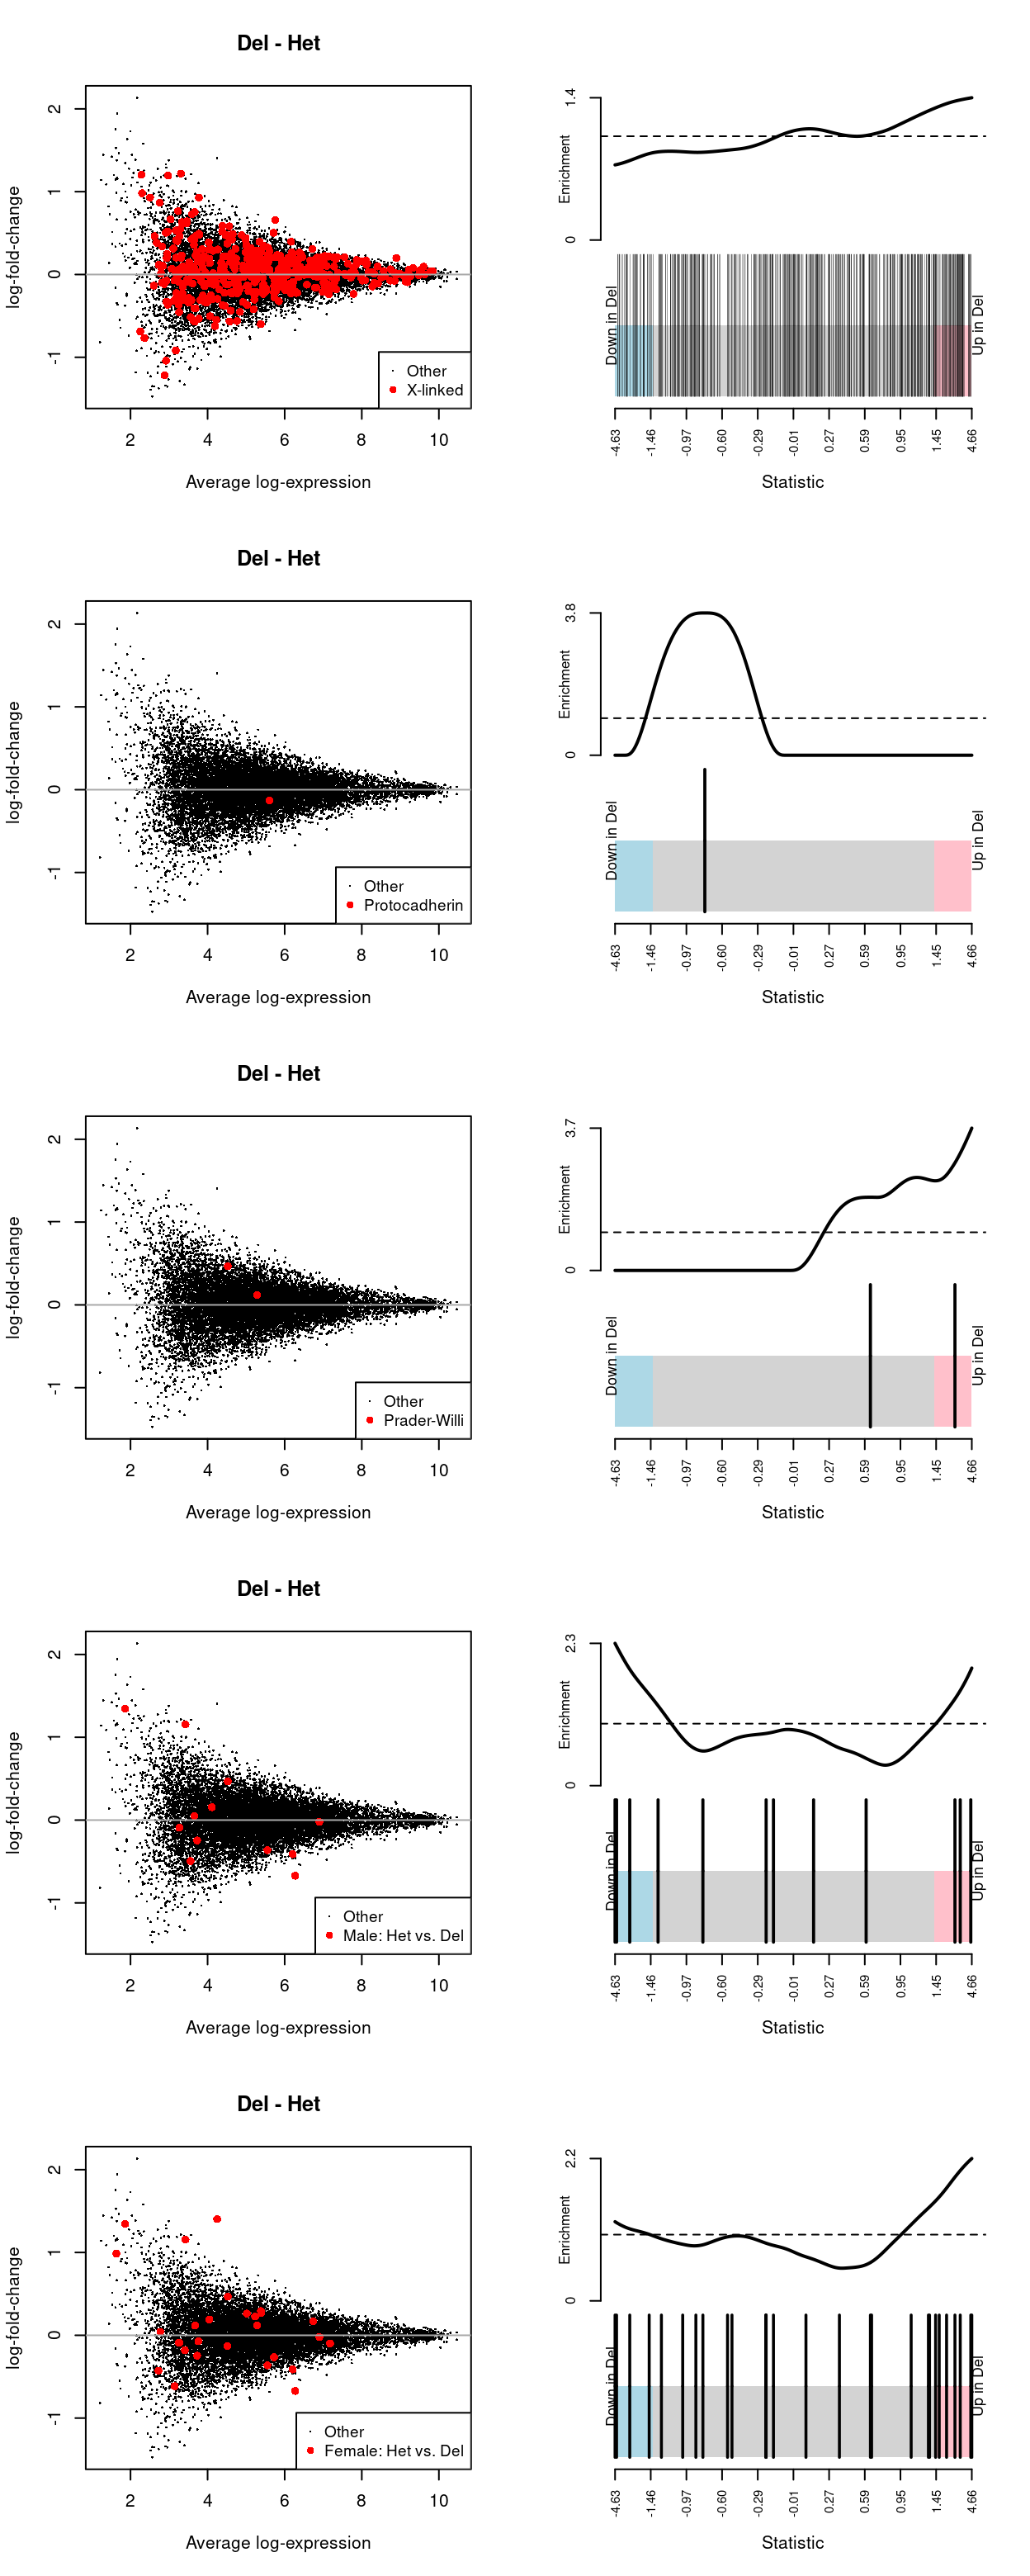 Del - Het
log-fold-change
2
1
0
-1
Other
X-linked
2 4 6 8 10
Average log-expression
Enrichment
1.4
0
Down in Del
Up in Del
-4.63 -1.46 -0.97 -0.60 -0.29 -0.01 0.27 0.59 0.95 1.45 4.66
Statistic
Del - Het
log-fold-change
2
1
0
-1
Other
Protocadherin
2 4 6 8 10
Average log-expression
Enrichment
3.8
0
Down in Del
Up in Del
-4.63 -1.46 -0.97 -0.60 -0.29 -0.01 0.27 0.59 0.95 1.45 4.66
Statistic
Del - Het
log-fold-change
2
1
0
-1
Other
Prader-Willi
2 4 6 8 10
Average log-expression
Enrichment
3.7
0
Down in Del
Up in Del
-4.63 -1.46 -0.97 -0.60 -0.29 -0.01 0.27 0.59 0.95 1.45 4.66
Statistic
Del - Het
log-fold-change
2
1
0
-1
Other
Male: Het vs. Del
2 4 6 8 10
Average log-expression
Enrichment
2.3
0
Down in Del
Up in Del
-4.63 -1.46 -0.97 -0.60 -0.29 -0.01 0.27 0.59 0.95 1.45 4.66
Statistic
Del - Het
log-fold-change
2
1
0
-1
Other
Female: Het vs. Del
2 4 6 8 10
Average log-expression
Enrichment
2.2
0
Down in Del
Up in Del
-4.63 -1.46 -0.97 -0.60 -0.29 -0.01 0.27 0.59 0.95 1.45 4.66
Statistic